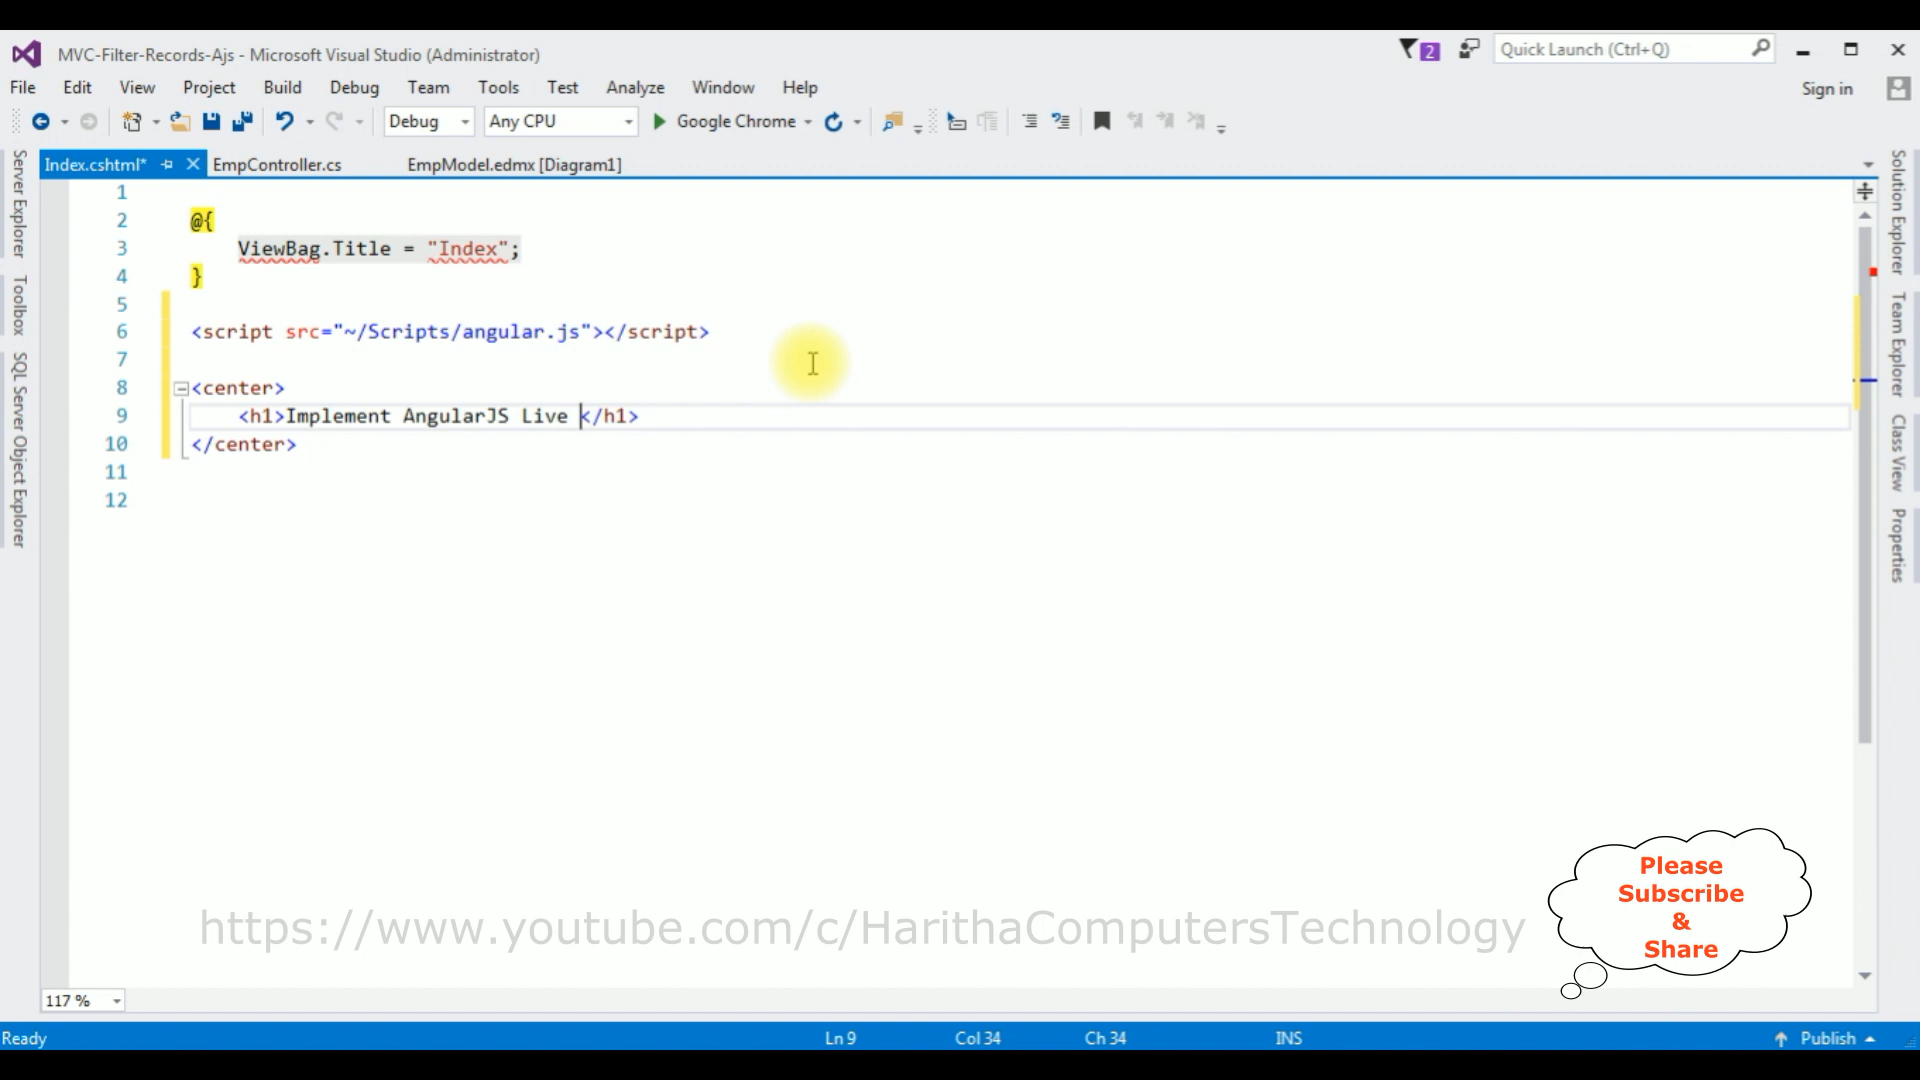 MVC-Filter-Records-Ajs - Microsoft Visual Studio (Administrator)
2
Quick Launch (Ctrl+Q)
File Edit View Project Build Debug Team Tools Test Analyze Window Help
Sign in
Debug Any CPU Google Chrome
Index.cshtml* EmpController.cs EmpModel.edmx [Diagram1]
Server Explorer
Toolbox
SQL Server Object Explorer
Solution Explorer
Team Explorer
Class View
Properties
1
2 @{
3 ViewBag.Title = "Index";
4 }
5
6 <script src="~/Scripts/angular.js"></script>
7
8 <center>
9 <h1>Implement AngularJS Live </h1>
10 </center>
11
12
Please
Subscribe
&
Share
https://www.youtube.com/c/HarithaComputersTechnology
117 %
Ready Ln 9 Col 34 Ch 34 INS Publish